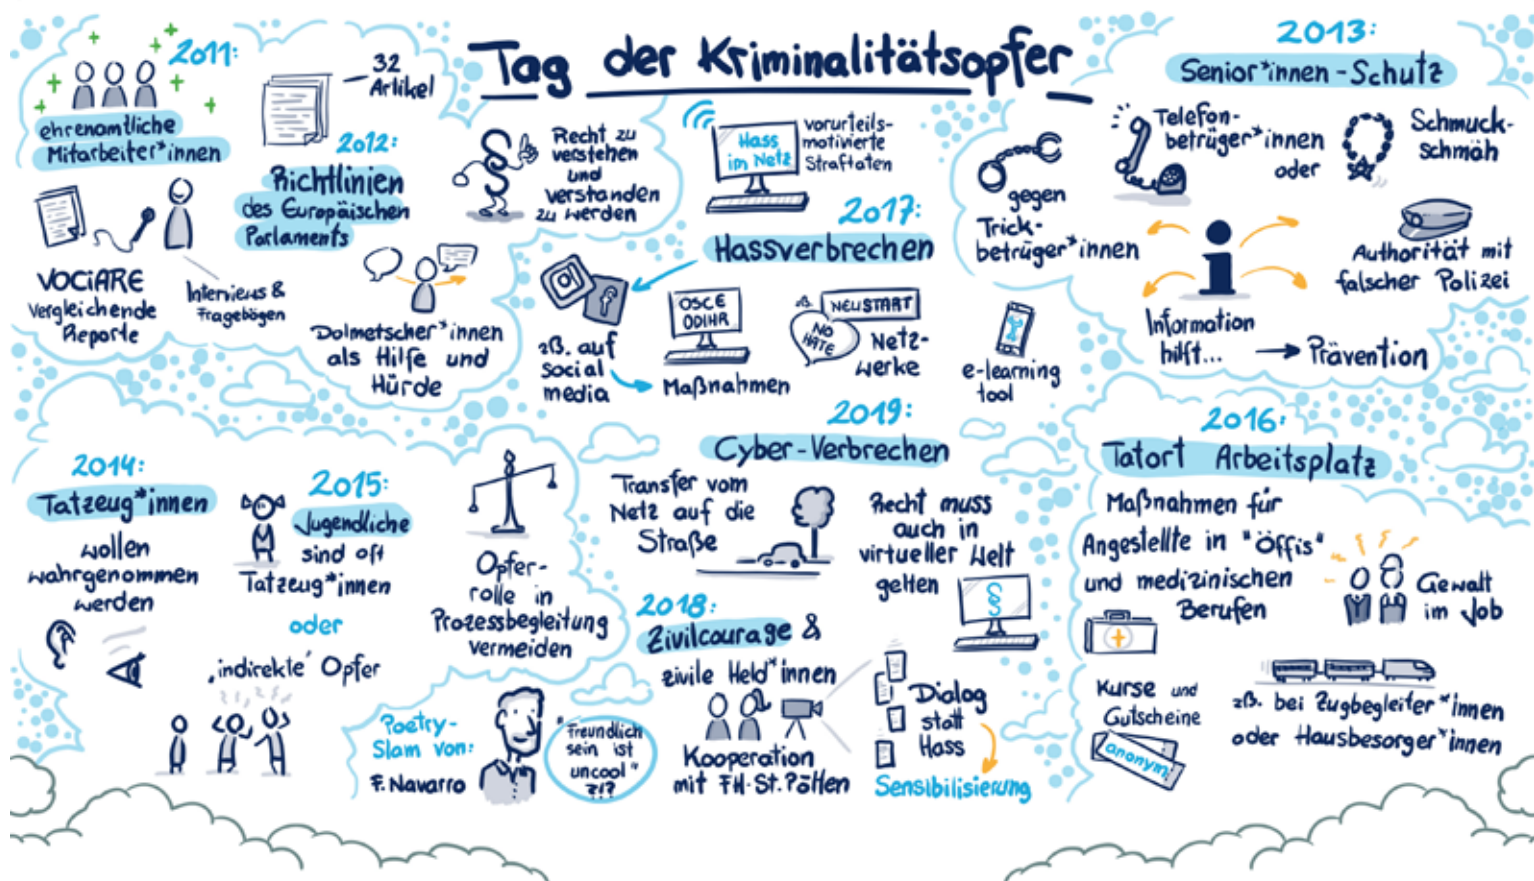 Tag der Kriminalitätsopfer
2011:
ehrenamtliche
Mitarbeiter*innen
VOCIARE
Vergleichende
Reporte
Interviews &
Fragebögen
32
Artikel
2012:
Richtlinien
des Europäischen
Parlaments
Recht zu
verstehen
und
verstanden
zu werden
Dolmetscher*innen
als Hilfe und
Hürde
Hass
im Netz
vorurteils-
motivierte
Straftaten
2017:
Hassverbrechen
zB. auf
social
media
OSCE
ODIHR
Maßnahmen
zB.
NEUSTART
NO
HATE
Netz-
werke
e-learning
tool
2013:
Senior*innen-Schutz
gegen
Trick-
betrüger*innen
Telefon-
betrüger*innen
oder
Schmuck-
schmäh
Authorität mit
falscher Polizei
Information
hilft...
Prävention
2014:
Tatzeug*innen
wollen
wahrgenommen
werden
2015:
Jugendliche
sind oft
Tatzeug*innen
oder
'indirekte' Opfer
Opfer-
rolle in
Prozessbegleitung
vermeiden
Poetry-
Slam von:
F. Navarro
"Freundlich
sein ist
uncool"
?!?
2019:
Cyber-Verbrechen
Transfer vom
Netz auf die
Straße
Recht muss
auch in
virtueller Welt
gelten
§
2018:
Zivilcourage &
zivile Held*innen
Kooperation
mit FH-St.Pölten
Dialog
statt
Hass
Sensibilisierung
2016:
Tatort Arbeitsplatz
Maßnahmen für
Angestellte in "Öffis"
und medizinischen
Berufen
Gewalt
im Job
Kurse und
Gutscheine
anonym
zB. bei Zugbegleiter*innen
oder Hausbesorger*innen